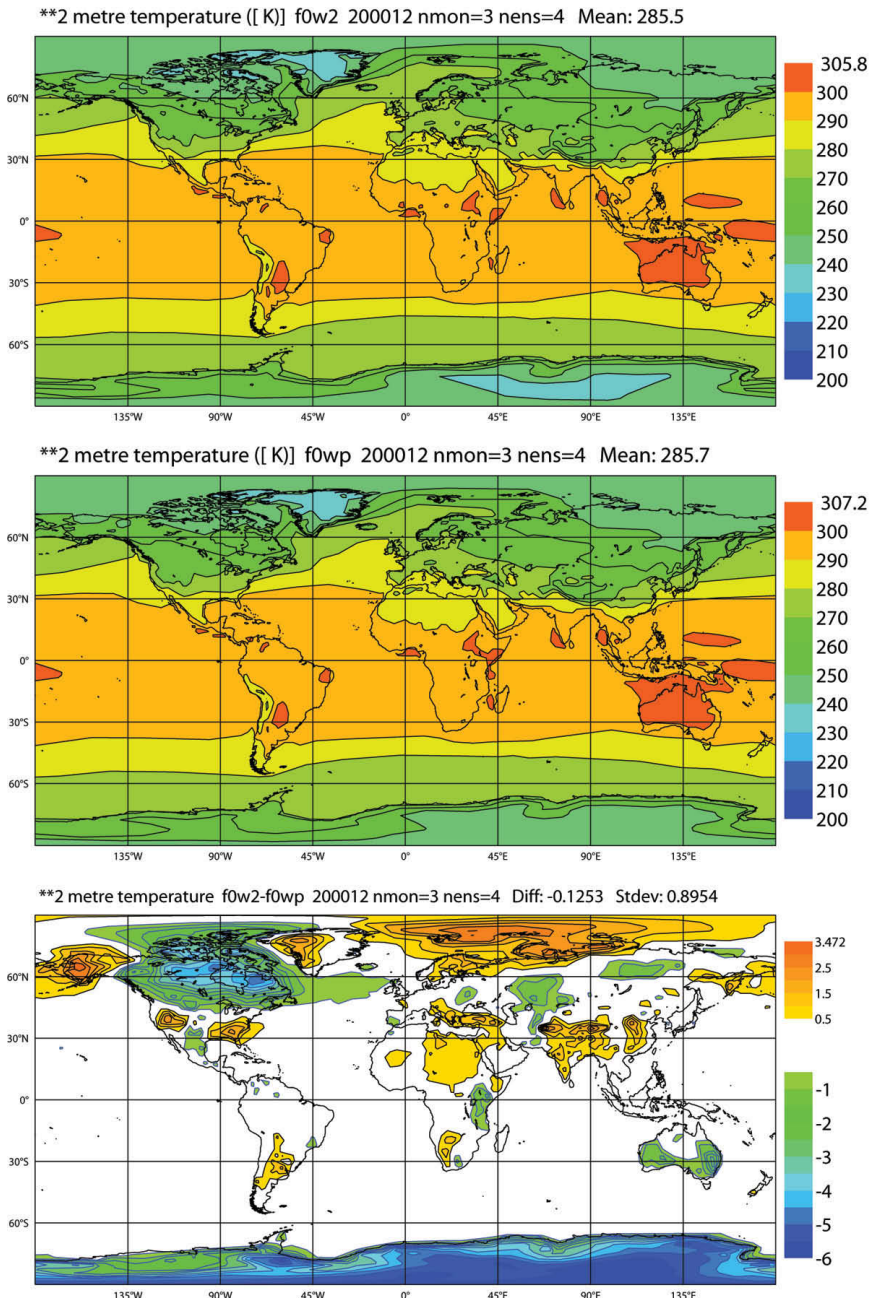 **2 metre temperature ([ K)] f0w2 200012 nmon=3 nens=4 Mean: 285.5
60°N
30°N
0°
30°S
60°S
135°W 90°W 45°W 0° 45°E 90°E 135°E
305.8
300
290
280
270
260
250
240
230
220
210
200
**2 metre temperature ([ K)] f0wp 200012 nmon=3 nens=4 Mean: 285.7
60°N
30°N
0°
30°S
60°S
135°W 90°W 45°W 0° 45°E 90°E 135°E
307.2
300
290
280
270
260
250
240
230
220
210
200
**2 metre temperature f0w2-f0wp 200012 nmon=3 nens=4 Diff: -0.1253 Stdev: 0.8954
60°N
30°N
0°
30°S
60°S
135°W 90°W 45°W 0° 45°E 90°E 135°E
3.472
2.5
1.5
0.5
-1
-2
-3
-4
-5
-6